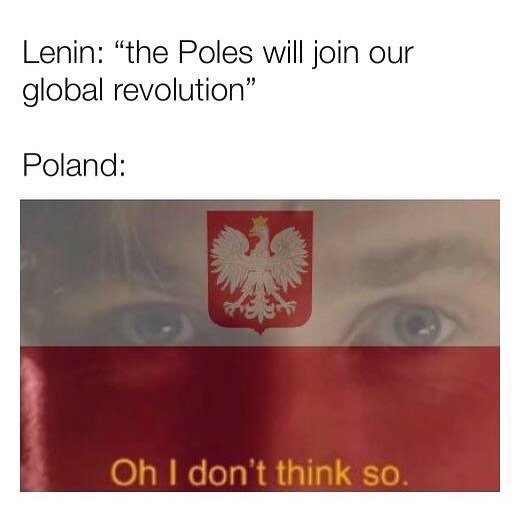 Lenin: “the Poles will join our
global revolution”
Poland:
Oh I don't think so.